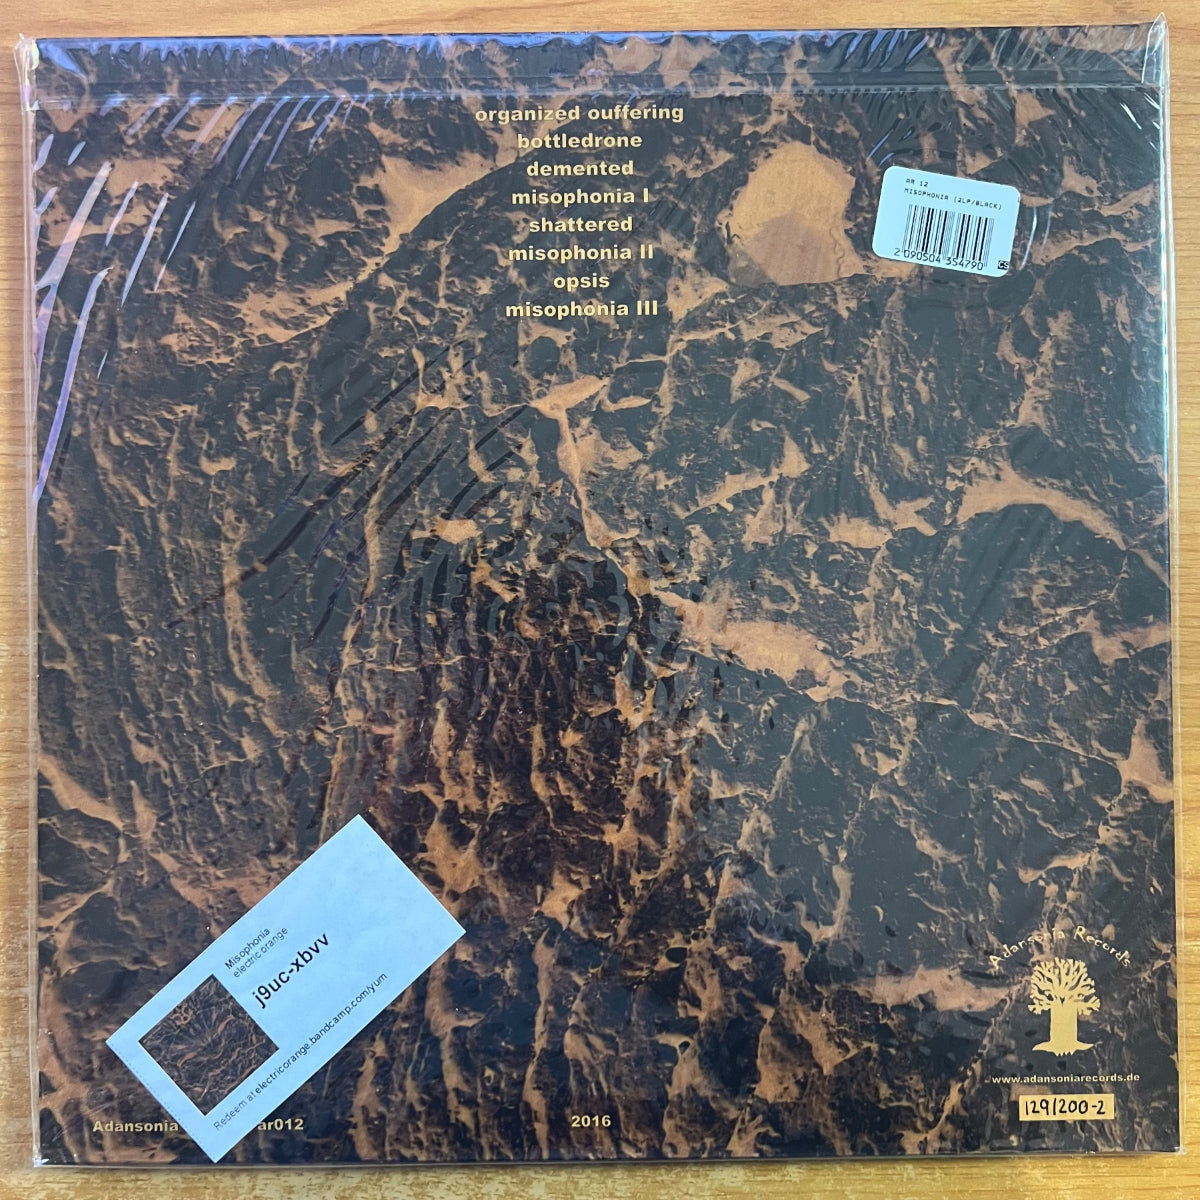 organized ouffering
bottledrone
demented
misophonia I
shattered
misophonia II
opsis
misophonia III
AR 12
MISOPHONIA (2LP/BLACK)
2 090504 354790
CS
Misophonia
electric orange
j9uc-xbvv
Redeem at electricorange.bandcamp.com/yum
Adansonia Records
www.adansoniarecords.de
129/200-2
Adansonia ar012
2016